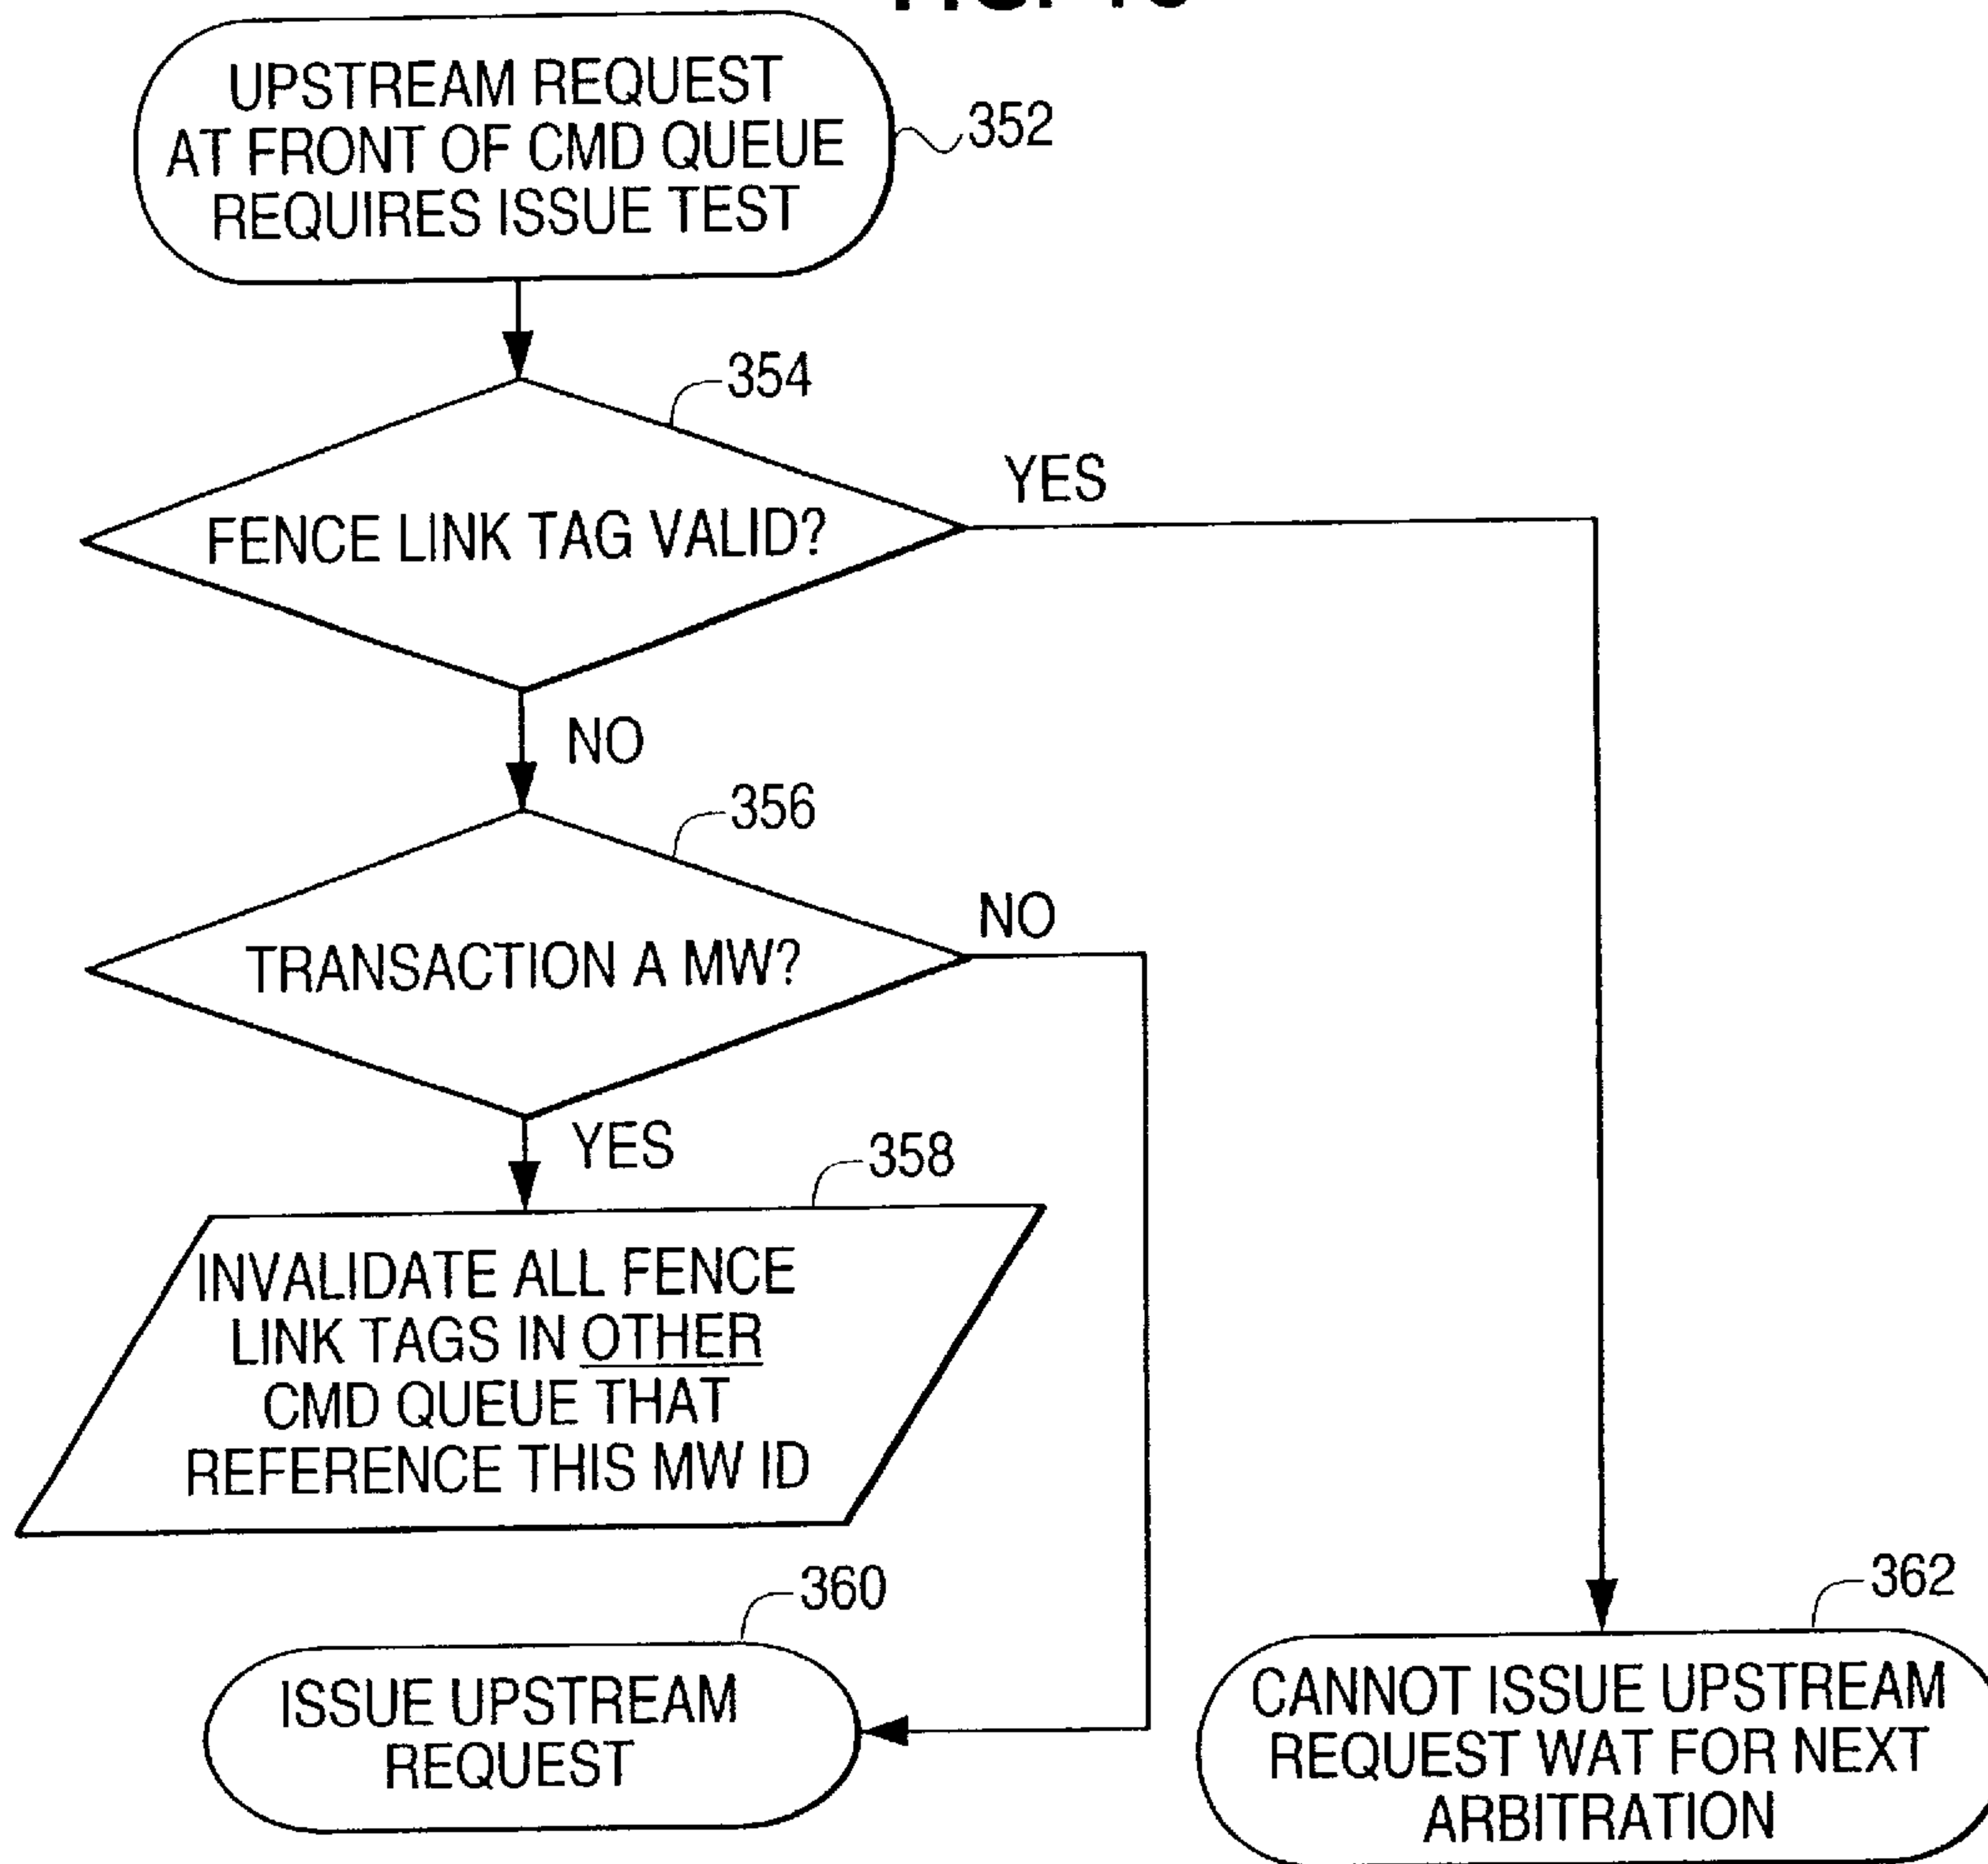 UPSTREAM REQUEST
AT FRONT OF CMD QUEUE
REQUIRES ISSUE TEST
352
354
YES
FENCE LINK TAG VALID?
NO
356
NO
TRANSACTION A MW?
YES
358
INVALIDATE ALL FENCE
LINK TAGS IN OTHER
CMD QUEUE THAT
REFERENCE THIS MW ID
360
ISSUE UPSTREAM
REQUEST
362
CANNOT ISSUE UPSTREAM
REQUEST WAT FOR NEXT
ARBITRATION